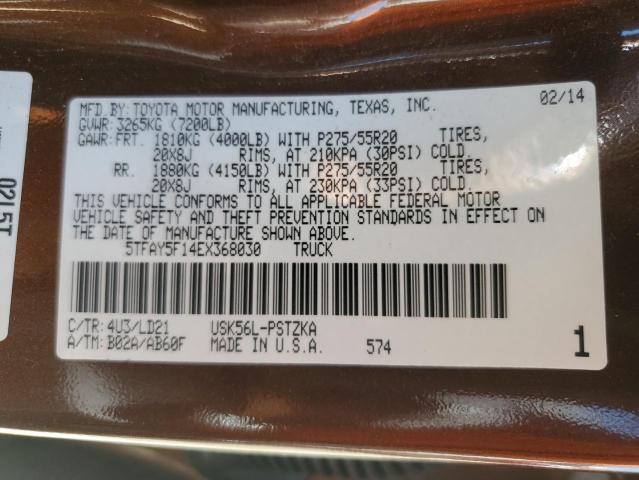 MFD.BY:TOYOTA MOTOR MANUFACTURING, TEXAS, INC. 02/14
GVWR:3265KG (7200LB)
GAWR:FRT. 1810KG (4000LB) WITH P275/55R20 TIRES,
20X8J RIMS, AT 210KPA (30PSI) COLD.
RR. 1880KG (4150LB) WITH P275/55R20 TIRES,
20X8J RIMS, AT 230KPA (33PSI) COLD.
THIS VEHICLE CONFORMS TO ALL APPLICABLE FEDERAL MOTOR
VEHICLE SAFETY AND THEFT PREVENTION STANDARDS IN EFFECT ON
THE DATE OF MANUFACTURE SHOWN ABOVE.
5TFAY5F14EX368030 TRUCK
C/TR:4U3/LD21 USK56L-PSTZKA
A/TM:B02A/AB60F MADE IN U.S.A. 574 1
0215T